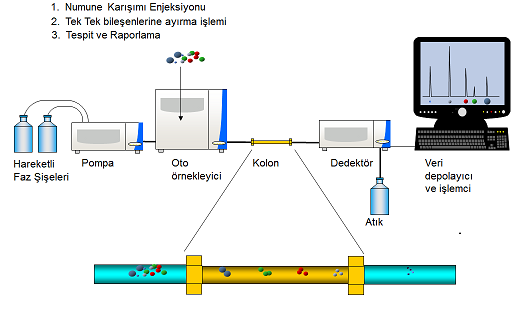 1. Numune Karışımı Enjeksiyonu
2. Tek Tek bileşenlerine ayırma işlemi
3. Tespit ve Raporlama
Hareketli
Faz Şişeleri
Pompa
Oto
örnekleyici
Kolon
Dedektör
Veri
depolayıcı
ve işlemci
Atık